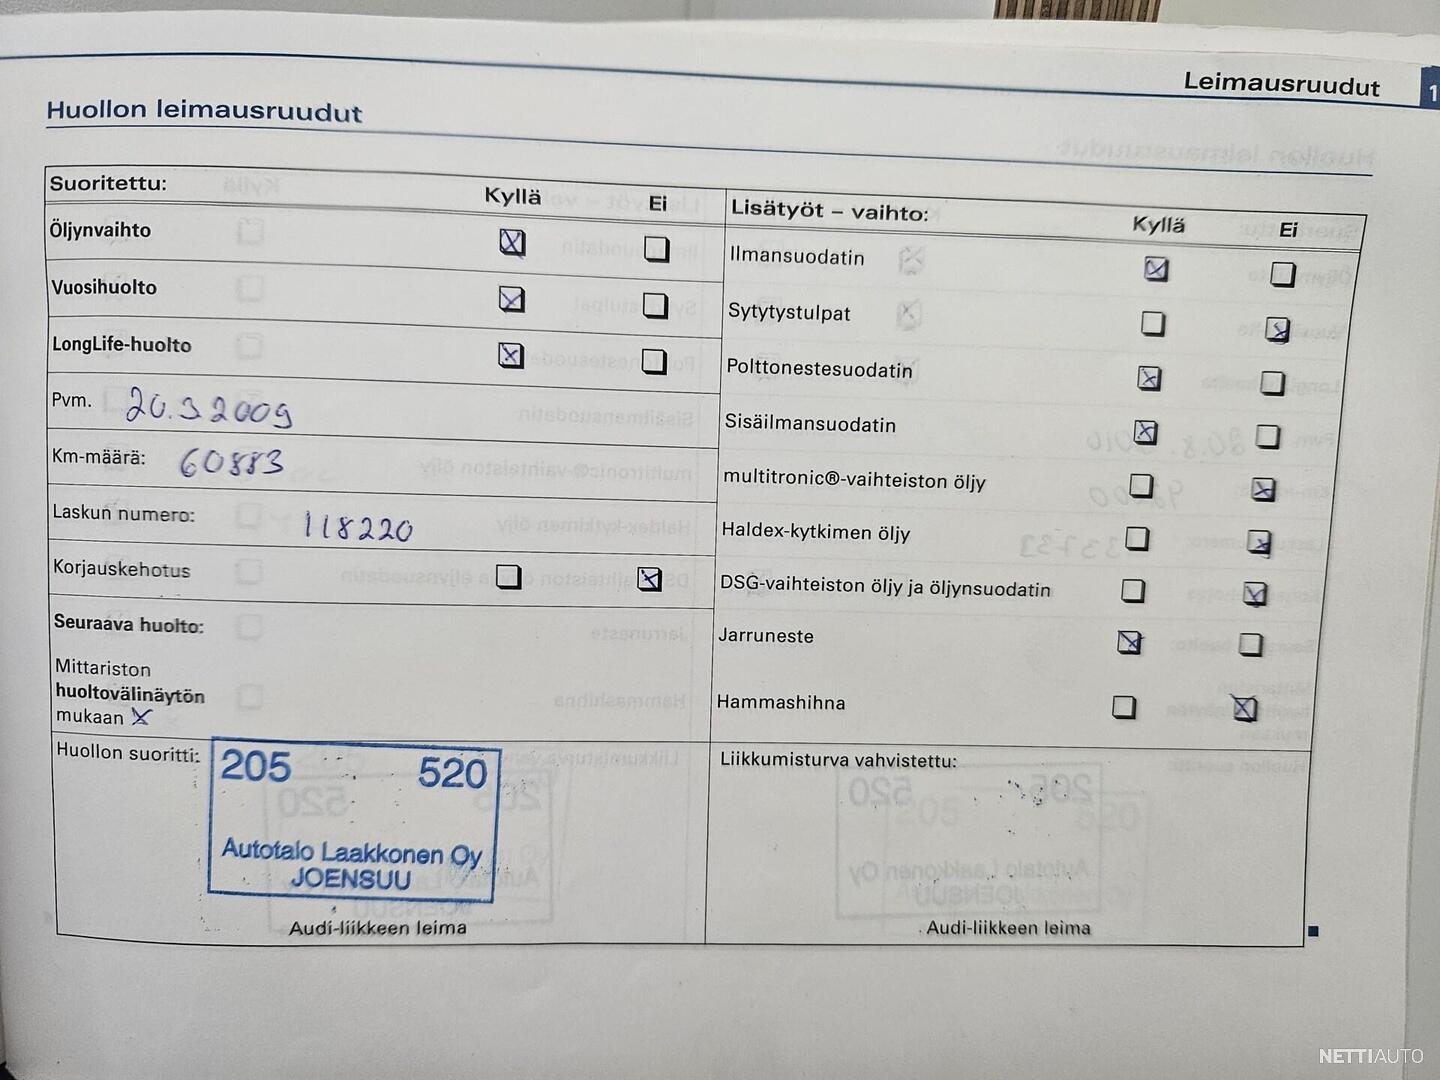 Leimausruudut 1
Huollon leimausruudut
Suoritettu: Kyllä Ei
Öljynvaihto
Vuosihuolto
LongLife-huolto
Pvm. 20.3.2009
Km-määrä: 60883
Laskun numero: 118220
Korjauskehotus
Seuraava huolto:
Mittariston
huoltovälinäytön
mukaan X
Huollon suoritti:
205 520
Autotalo Laakkonen Oy
JOENSUU
Audi-liikkeen leima
Lisätyöt – vaihto: Kyllä Ei
Ilmansuodatin
Sytytystulpat
Polttonestesuodatin
Sisäilmansuodatin
multitronic®-vaihteiston öljy
Haldex-kytkimen öljy
DSG-vaihteiston öljy ja öljynsuodatin
Jarruneste
Hammashihna
Liikkumisturva vahvistettu:
Audi-liikkeen leima
NETTIAUTO